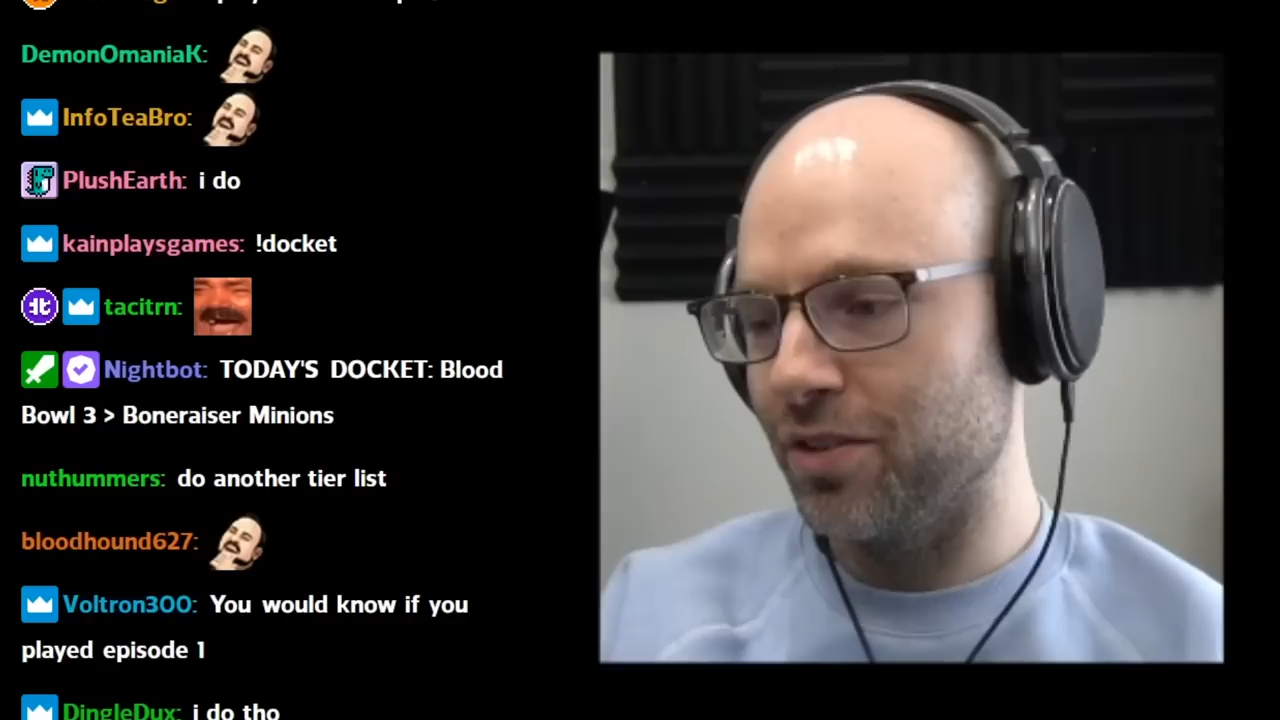 DemonOmaniaK:
InfoTeaBro:
PlushEarth: i do
kainplaysgames: !docket
tacitrn:
Nightbot: TODAY'S DOCKET: Blood
Bowl 3 > Boneraiser Minions
nuthummers: do another tier list
bloodhound627:
Voltron300: You would know if you
played episode 1
DingleDux: i do tho